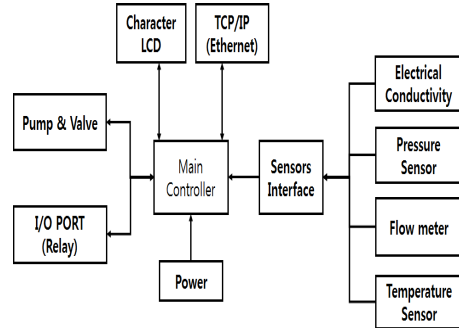 Character
LCD
TCP/IP
(Ethernet)
Electrical
Conductivity
Pump & Valve
Main
Controller
Sensors
Interface
Pressure
Sensor
I/O PORT
(Relay)
Flow meter
Power
Temperature
Sensor